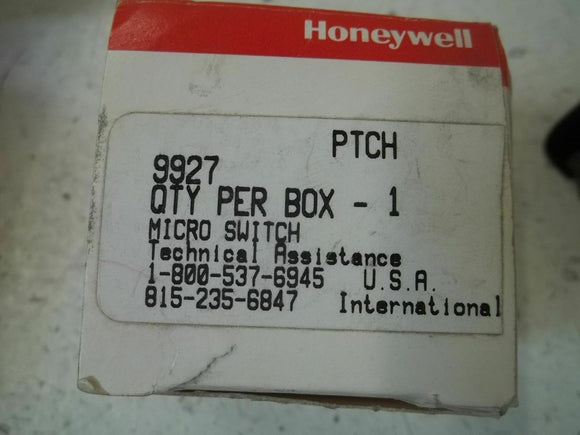 Honeywell
PTCH
9927
QTY PER BOX - 1
MICRO SWITCH
Technical Assistance
1-800-537-6945 U.S.A.
815-235-6847 International